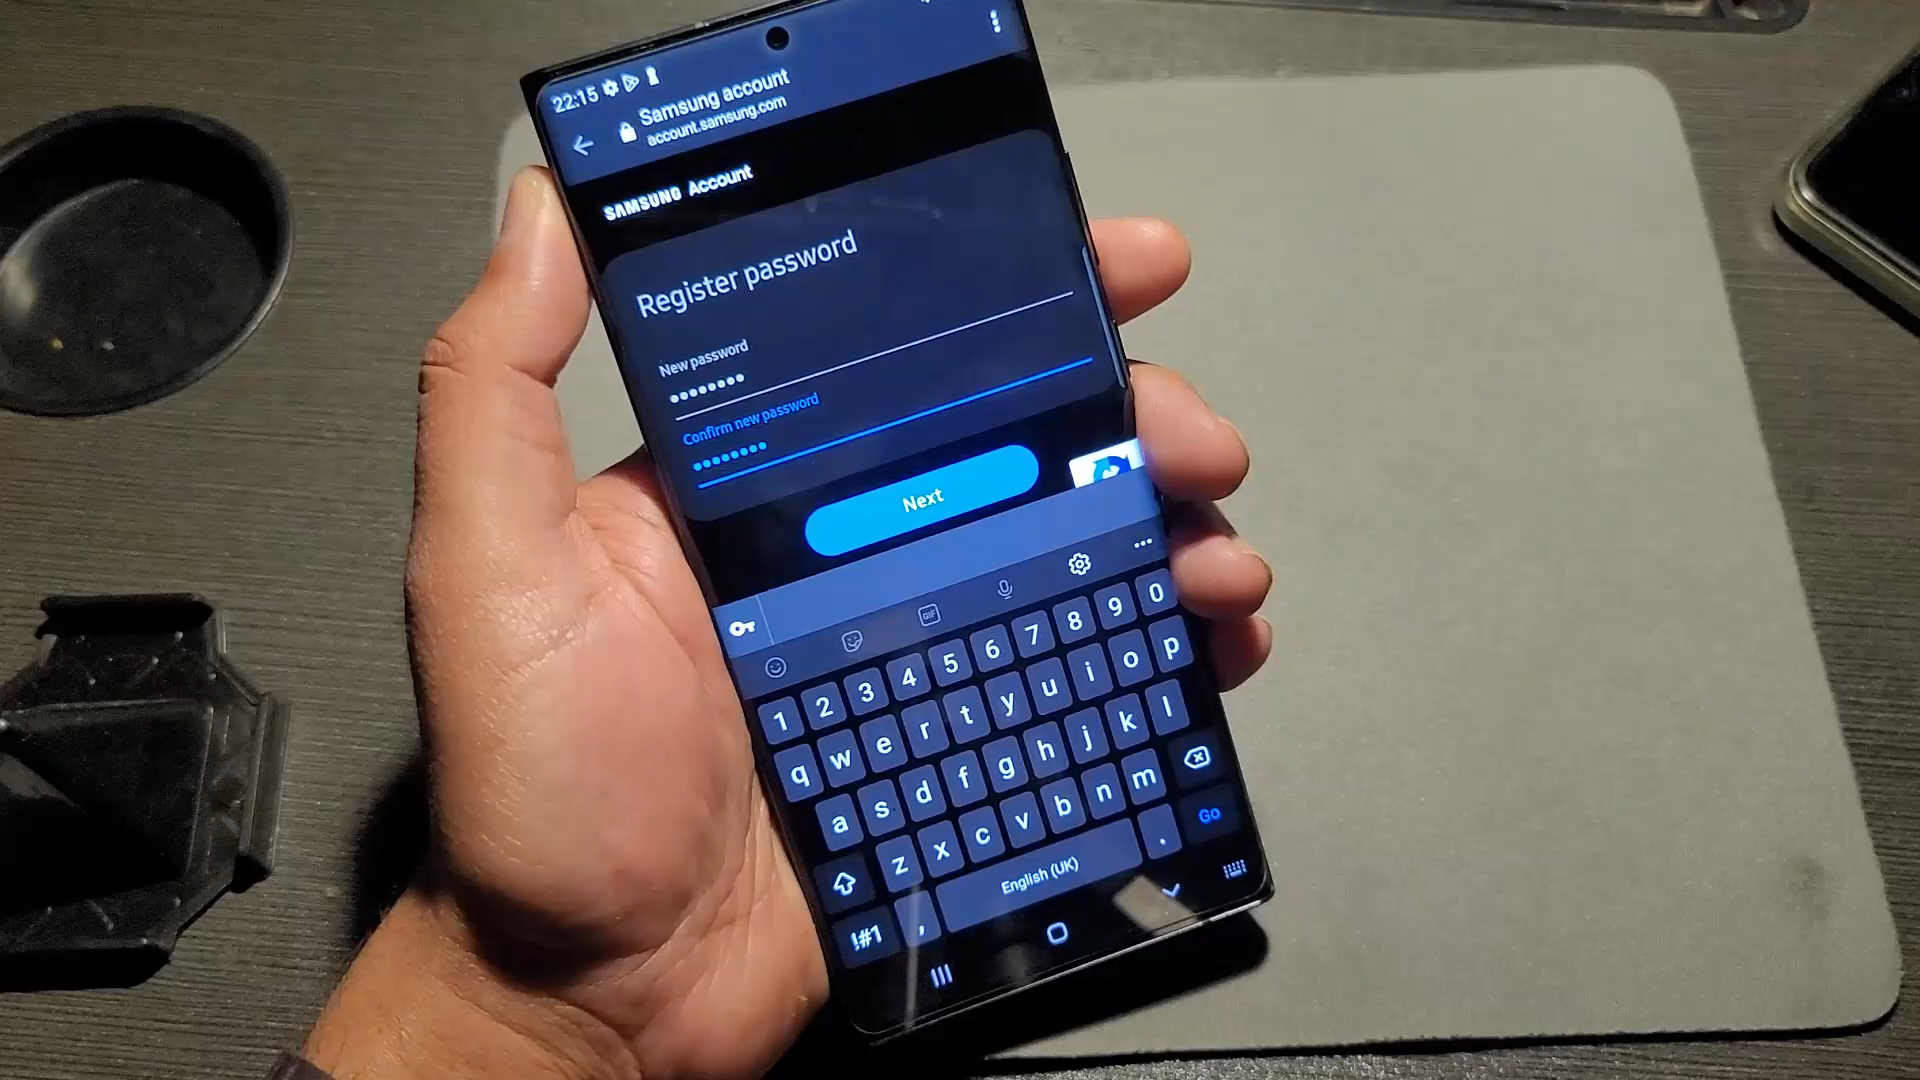 22:15
Samsung account
account.samsung.com
SAMSUNG Account
Register password
New password
••••••••
Confirm new password
••••••••
Next
GIF
1 2 3 4 5 6 7 8 9 0
q w e r t y u i o p
a s d f g h j k l
z x c v b n m
!#1 , English (UK) . Go